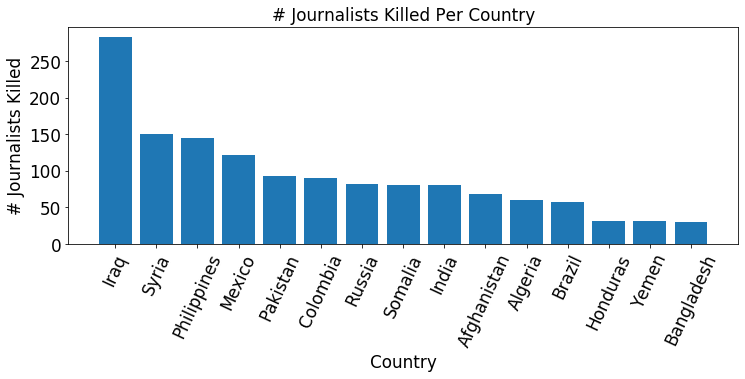 # Journalists Killed Per Country
# Journalists Killed
250
200
150
100
50
0
Iraq
Syria
Philippines
Mexico
Pakistan
Colombia
Russia
Somalia
India
Afghanistan
Algeria
Brazil
Honduras
Yemen
Bangladesh
Country